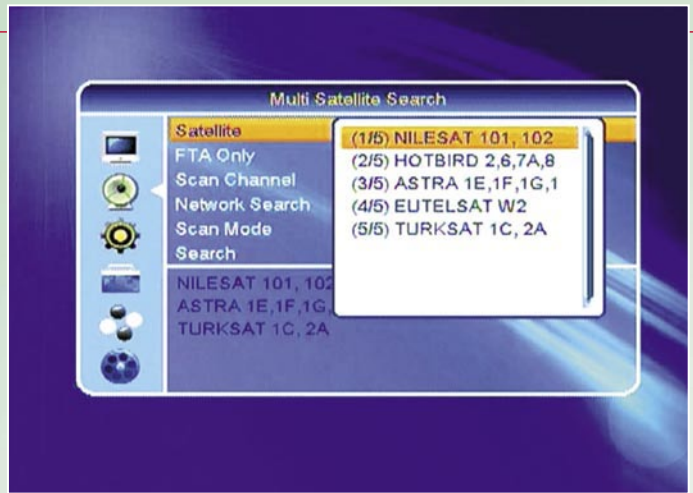 Multi Satellite Search
Satellite
FTA Only
Scan Channel
Network Search
Scan Mode
Search
(1/5) NILESAT 101, 102
(2/5) HOTBIRD 2,6,7A,8
(3/5) ASTRA 1E,1F,1G,1
(4/5) EUTELSAT W2
(5/5) TURKSAT 1C, 2A
NILESAT 101, 102
ASTRA 1E,1F,1G,
TURKSAT 1C, 2A